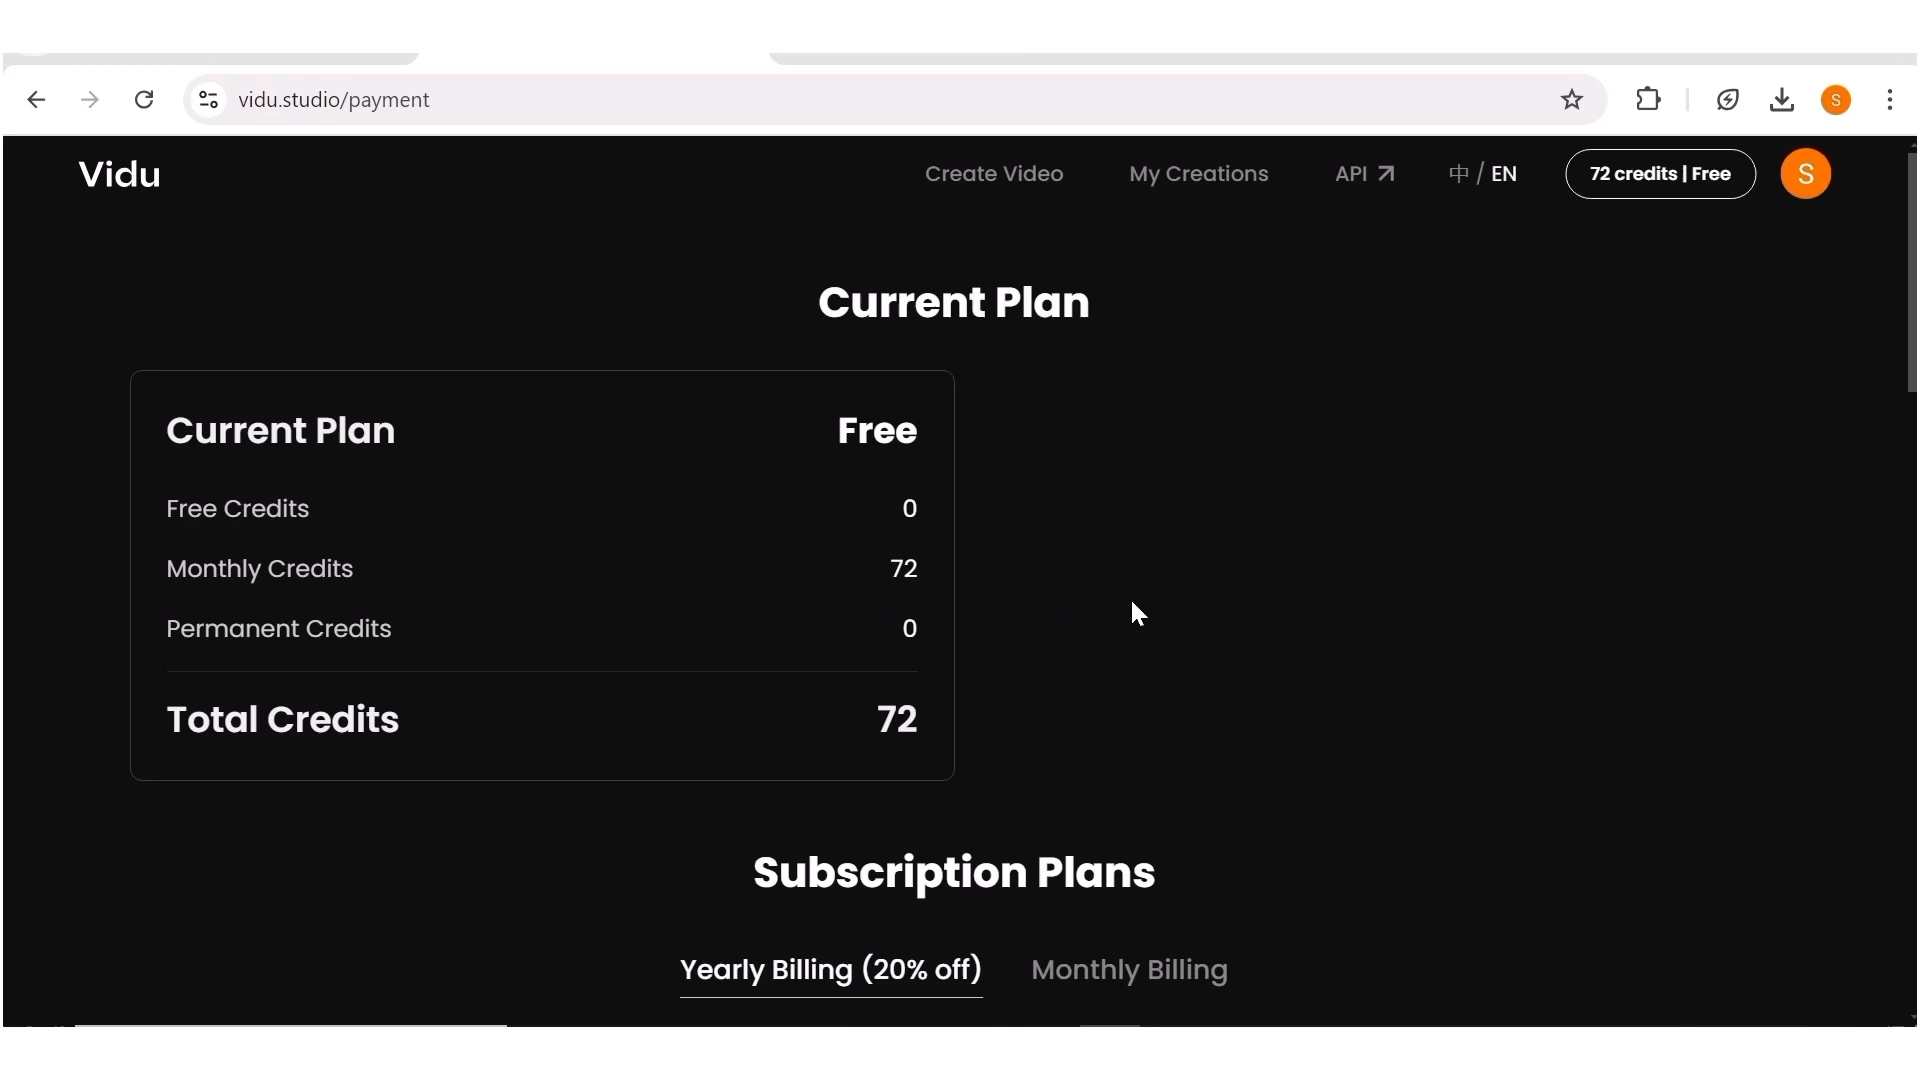 vidu.studio/payment
S
Vidu
Create Video
My Creations
API
中 / EN
72 credits | Free
S
Current Plan
Current Plan Free
Free Credits 0
Monthly Credits 72
Permanent Credits 0
Total Credits 72
Subscription Plans
Yearly Billing (20% off)
Monthly Billing